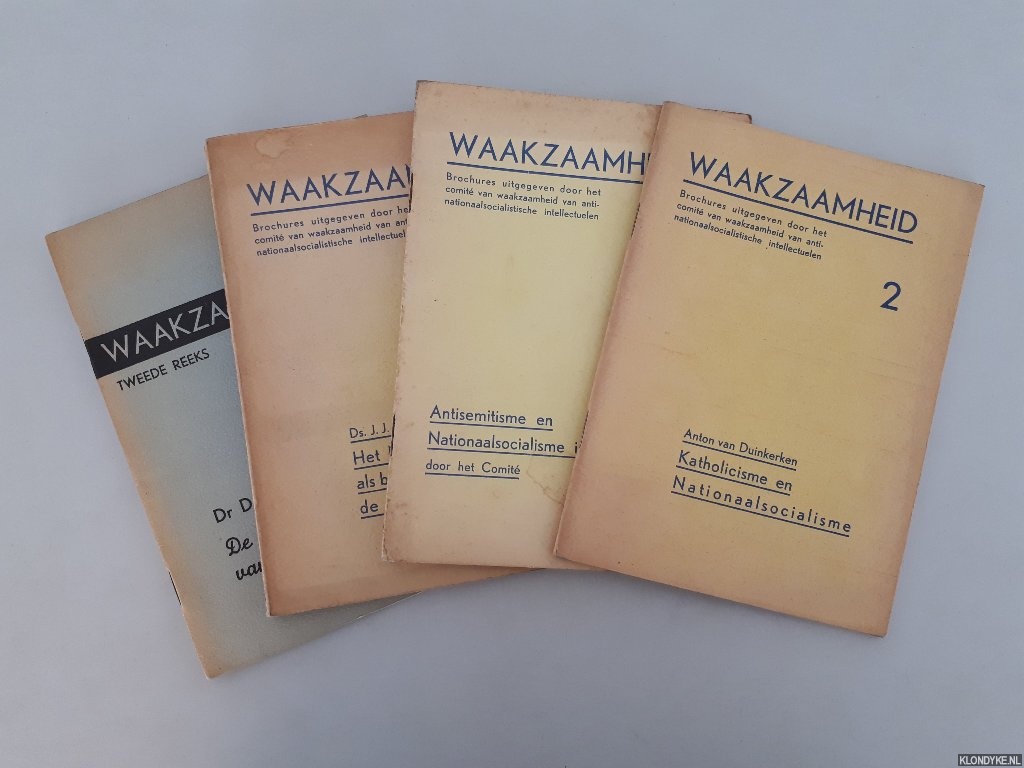 WAAKZA
TWEEDE REEKS
Dr D
De
van
WAAKZAAM
Brochures uitgegeven door het
comité van waakzaamheid van anti-
nationaalsocialistische intellectuelen
Ds. J. J.
Het
als b
de
WAAKZAAMHE
Brochures uitgegeven door het
comité van waakzaamheid van anti-
nationaalsocialistische intellectuelen
Antisemitisme en
Nationaalsocialisme i
door het Comité
WAAKZAAMHEID
Brochures uitgegeven door het
comité van waakzaamheid van anti-
nationaalsocialistische intellectuelen
2
Anton van Duinkerken
Katholicisme en
Nationaalsocialisme
KLONDYKE.NL